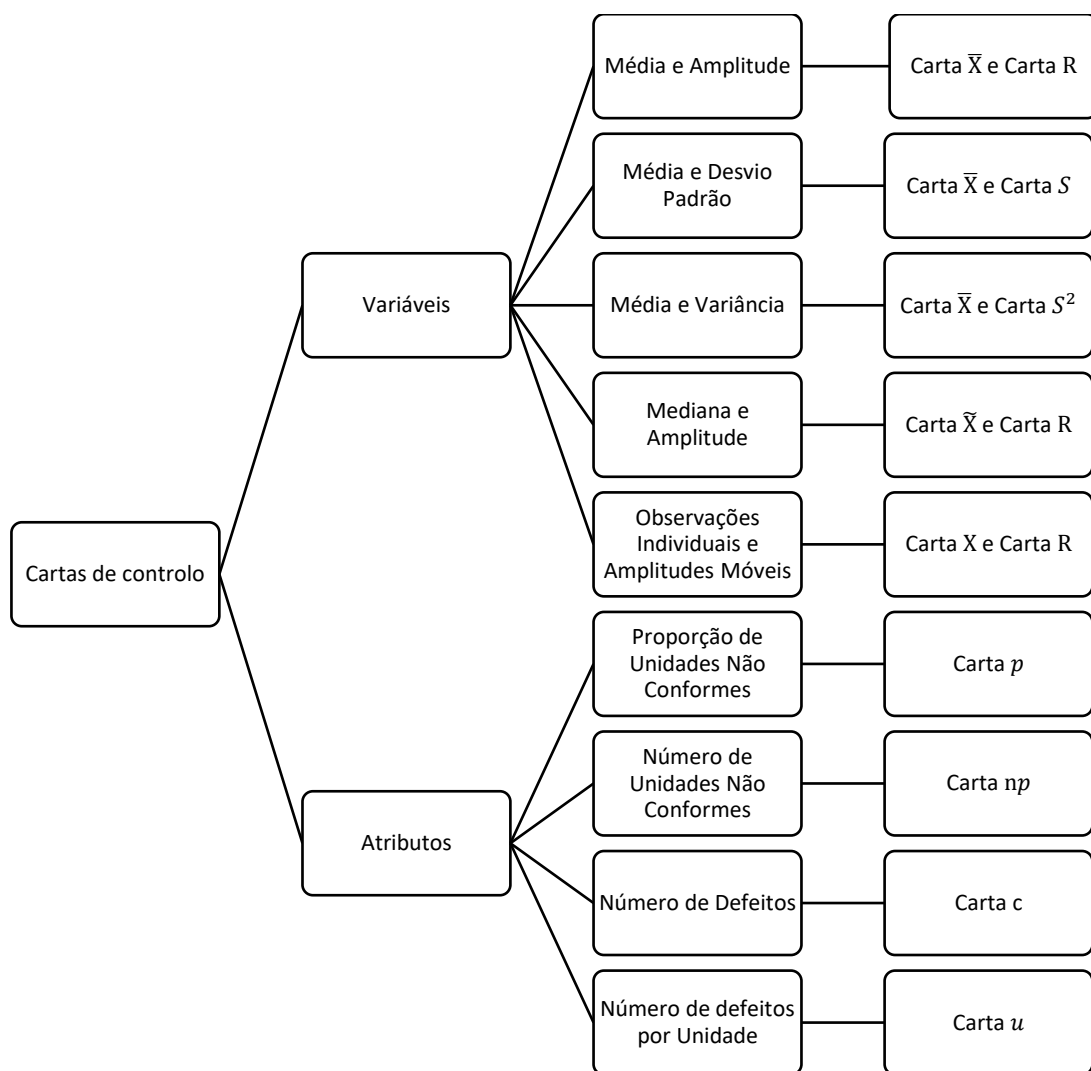 Cartas de controlo
Variáveis
Média e Amplitude
Carta X̅ e Carta R
Média e Desvio
Padrão
Carta X̅ e Carta S
Média e Variância
Carta X̅ e Carta S²
Mediana e
Amplitude
Carta X̃ e Carta R
Observações
Individuais e
Amplitudes Móveis
Carta X e Carta R
Atributos
Proporção de
Unidades Não
Conformes
Carta p
Número de
Unidades Não
Conformes
Carta np
Número de Defeitos
Carta c
Número de defeitos
por Unidade
Carta u